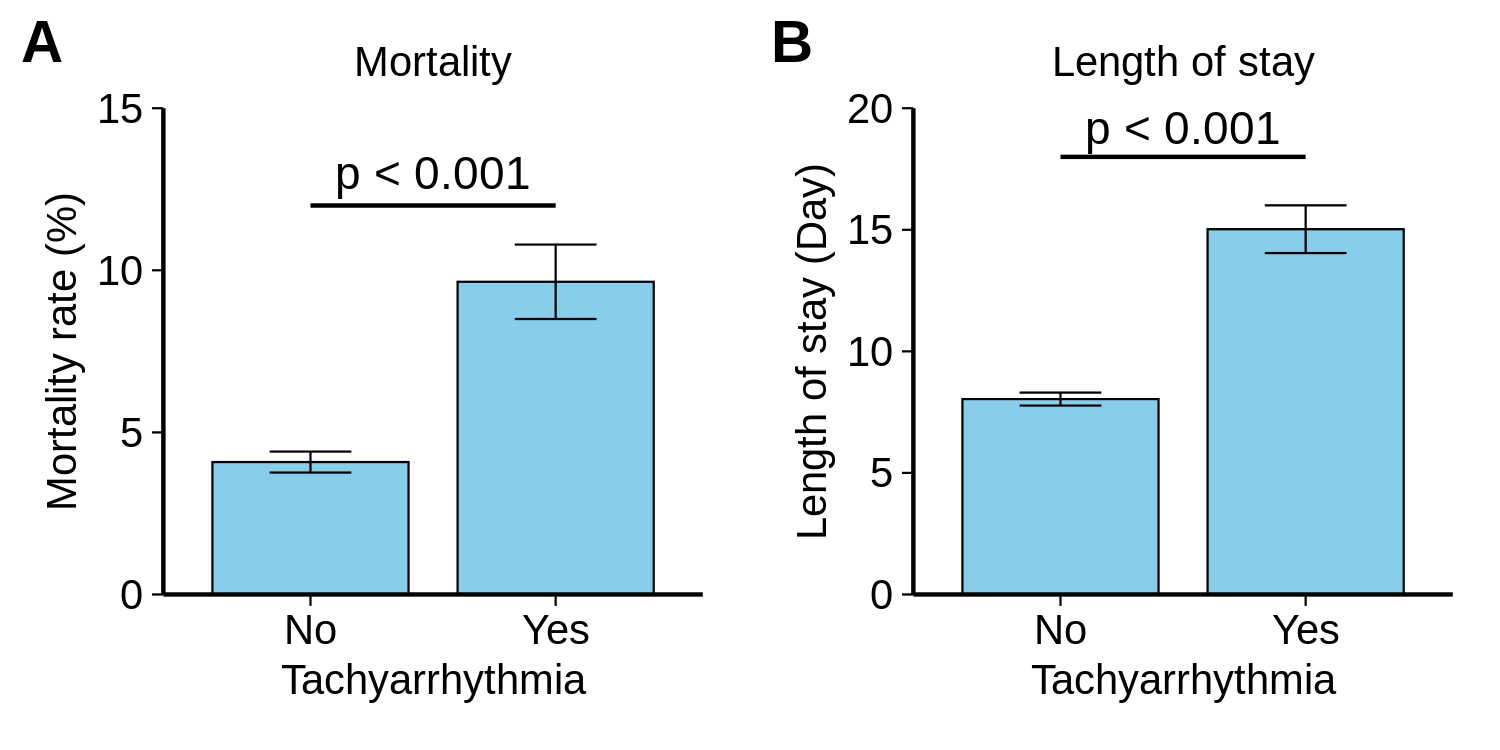 A
Mortality
15
10
5
0
Mortality rate (%)
p < 0.001
No
Yes
Tachyarrhythmia
B
Length of stay
20
15
10
5
0
Length of stay (Day)
p < 0.001
No
Yes
Tachyarrhythmia